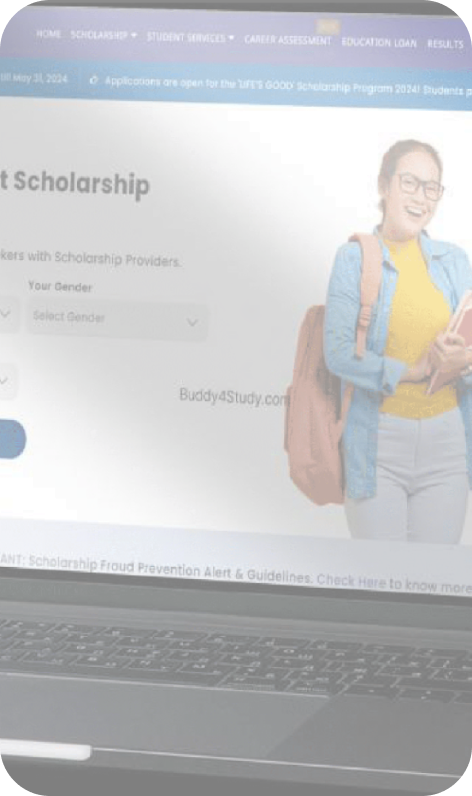 HOME SCHOLARSHIP STUDENT SERVICES CAREER ASSESSMENT EDUCATION LOAN RESULTS
till May 31, 2024 Applications are open for the 'LIFE'S GOOD' Scholarship Program 2024! Students
t Scholarship
kers with Scholarship Providers.
Your Gender
Select Gender
Buddy4Study.com
ANT: Scholarship Fraud Prevention Alert & Guidelines. Check Here to know more